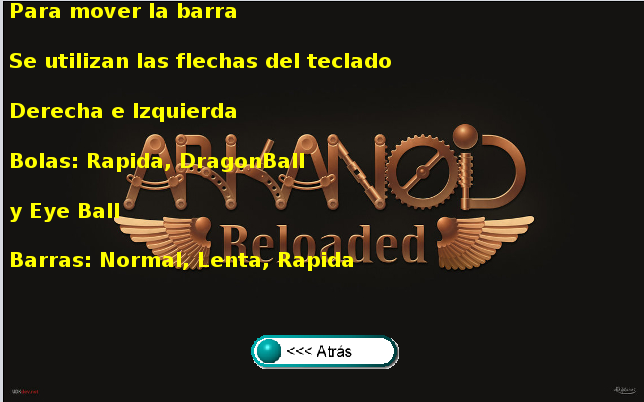 Para mover la barra
Se utilizan las flechas del teclado
Derecha e Izquierda
ARKANOID
Bolas: Rapida, DragonBall
y Eye Ball
Reloaded
Barras: Normal, Lenta, Rapida
<<< Atrás